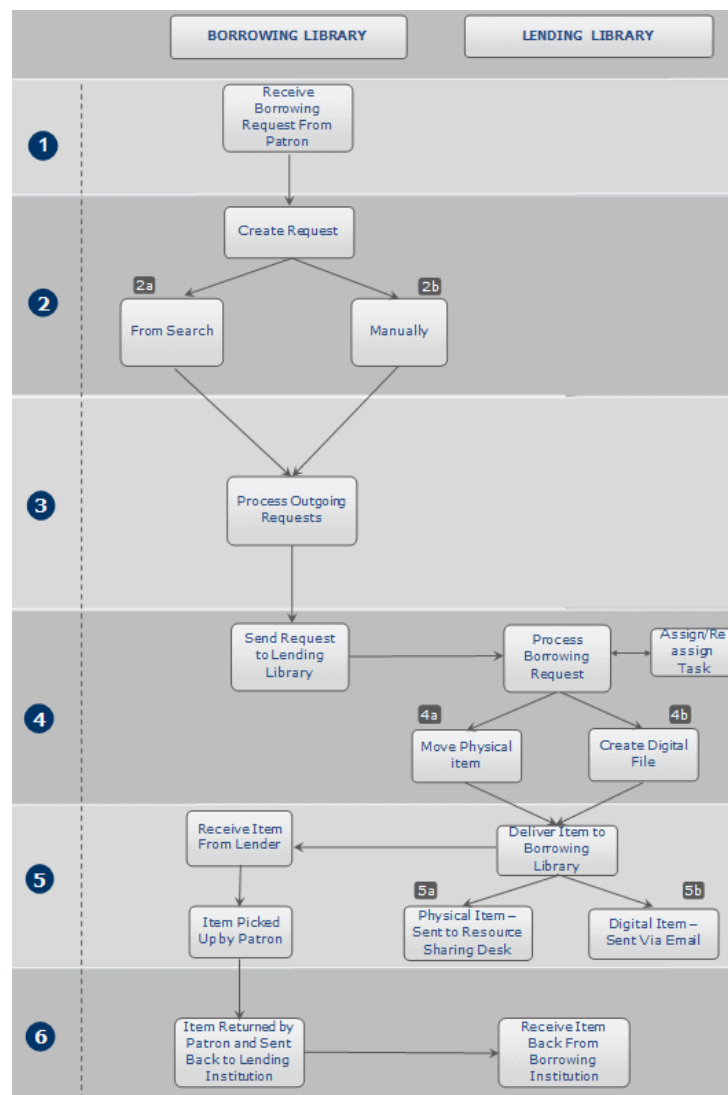 BORROWING LIBRARY
LENDING LIBRARY
1
Receive
Borrowing
Request From
Patron
2
Create Request
2a
2b
From Search
Manually
3
Process Outgoing
Requests
4
Send Request
to Lending
Library
Process
Borrowing
Request
Assign/Re
assign
Task
4a
4b
Move Physical
item
Create Digital
File
5
Receive Item
From Lender
Deliver Item to
Borrowing
Library
5a
5b
Item Picked
Up by Patron
Physical Item –
Sent to Resource
Sharing Desk
Digital Item –
Sent Via Email
6
Item Returned by
Patron and Sent
Back to Lending
Institution
Receive Item
Back From
Borrowing
Institution